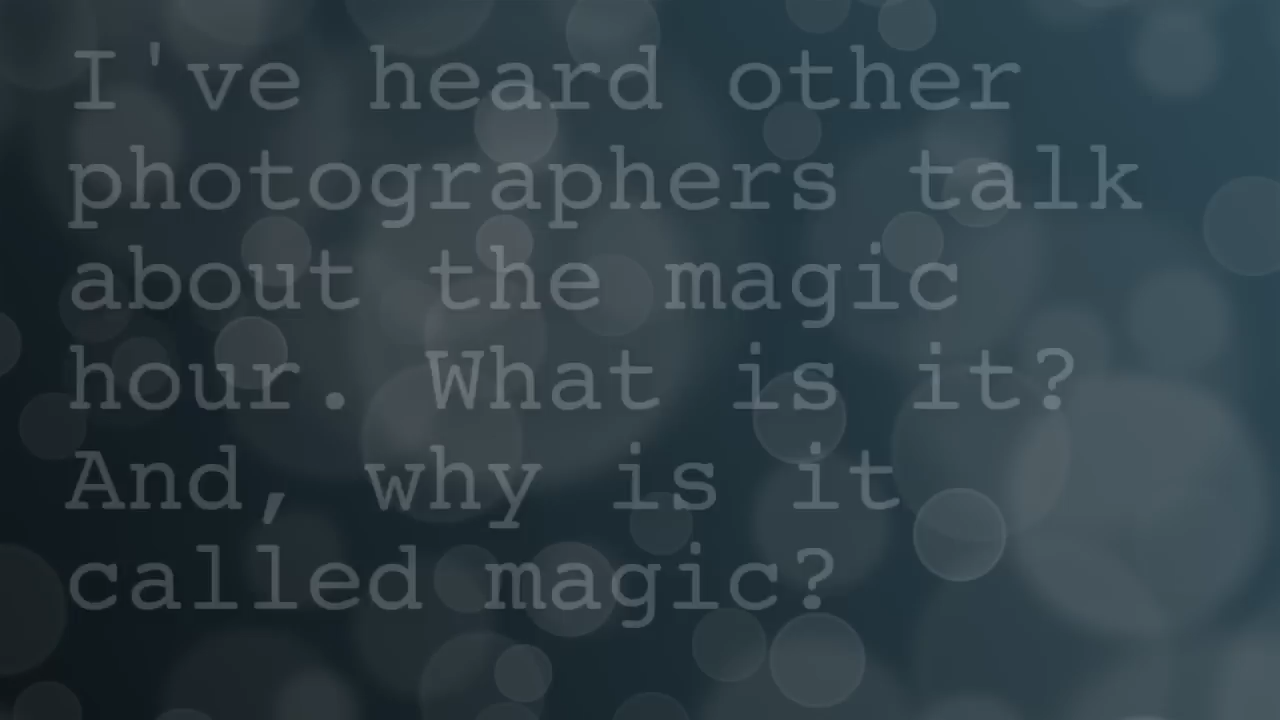 I've heard other
photographers talk
about the magic
hour. What is it?
And, why is it
called magic?